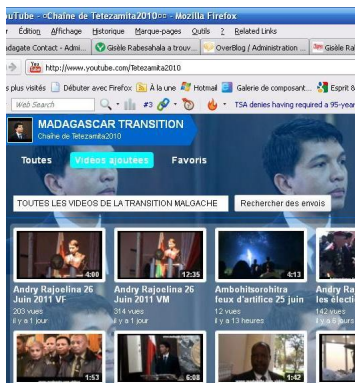 ouTube - ¤Chaîne de Tetezamita2010¤¤ - Mozilla Firefox
Édition Affichage Historique Marque-pages Outils ? Related Links
adagate Contact - Admi... Gisèle Rabesahala a trouv... OverBlog / Administration ... Gisèle Ra
http://www.youtube.com/Tetezamita2010
s plus visités Débuter avec Firefox À la une Hotmail Galerie de composant... Esprit &
Web Search #3 TSA denies having required a 95-year
MADAGASCAR TRANSITION
Chaîne de Tetezamita2010
Toutes Vidéos ajoutées Favoris
TOUTES LES VIDEOS DE LA TRANSITION MALGACHE Rechercher des envois
4:00 12:35 4:13
Andry Rajoelina 26 Juin 2011 VF
203 vues
il y a 1 jour
Andry Rajoelina 26 Juin 2011 VM
314 vues
il y a 1 jour
Ambohitsorohitra feux d'artifice 25 juin
12 vues
il y a 13 heures
Andry Ra
les électi
142 vues
il y a 6 jours
1:53 6:08 1:42